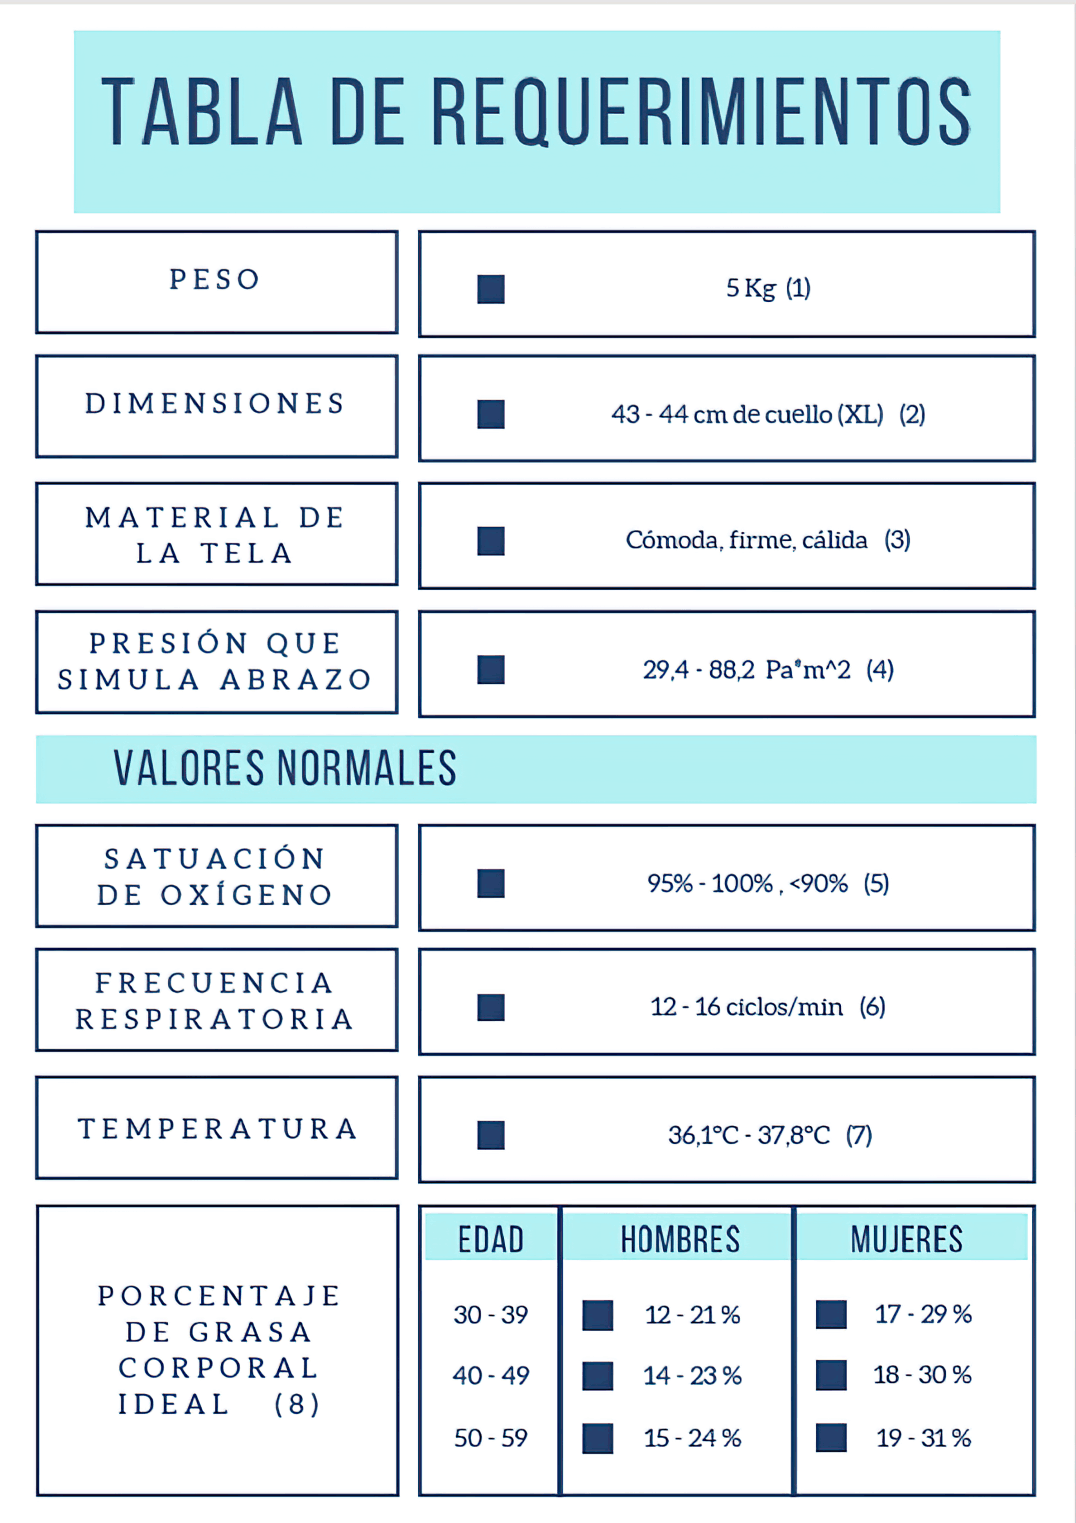 TABLA DE REQUERIMIENTOS
PESO
5 Kg (1)
DIMENSIONES
43 - 44 cm de cuello (XL) (2)
MATERIAL DE
LA TELA
Cómoda, firme, cálida (3)
PRESIÓN QUE
SIMULA ABRAZO
29,4 - 88,2 Pa*m^2 (4)
VALORES NORMALES
SATUACIÓN
DE OXÍGENO
95% - 100% , <90% (5)
FRECUENCIA
RESPIRATORIA
12 - 16 ciclos/min (6)
TEMPERATURA
36,1°C - 37,8°C (7)
PORCENTAJE
DE GRASA
CORPORAL
IDEAL (8)
EDAD HOMBRES MUJERES
30 - 39 12 - 21 % 17 - 29 %
40 - 49 14 - 23 % 18 - 30 %
50 - 59 15 - 24 % 19 - 31 %